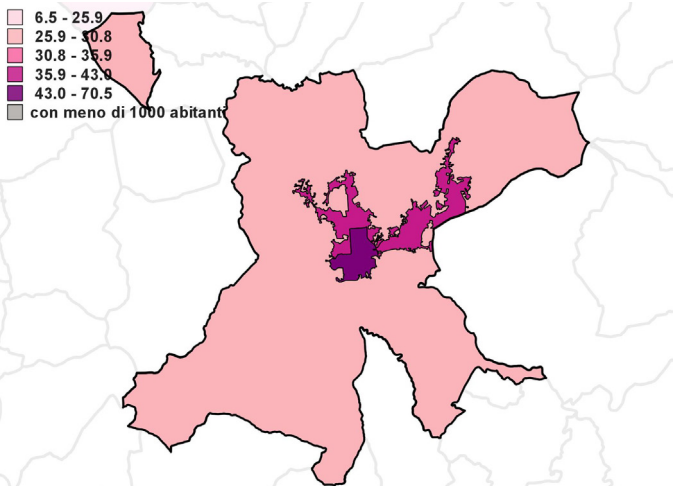 6.5 - 25.9
25.9 - 30.8
30.8 - 35.9
35.9 - 43.0
43.0 - 70.5
con meno di 1000 abitanti